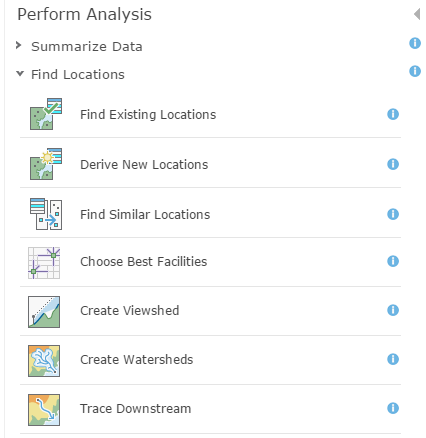 Perform Analysis
Summarize Data
Find Locations
Find Existing Locations
Derive New Locations
Find Similar Locations
Choose Best Facilities
Create Viewshed
Create Watersheds
Trace Downstream